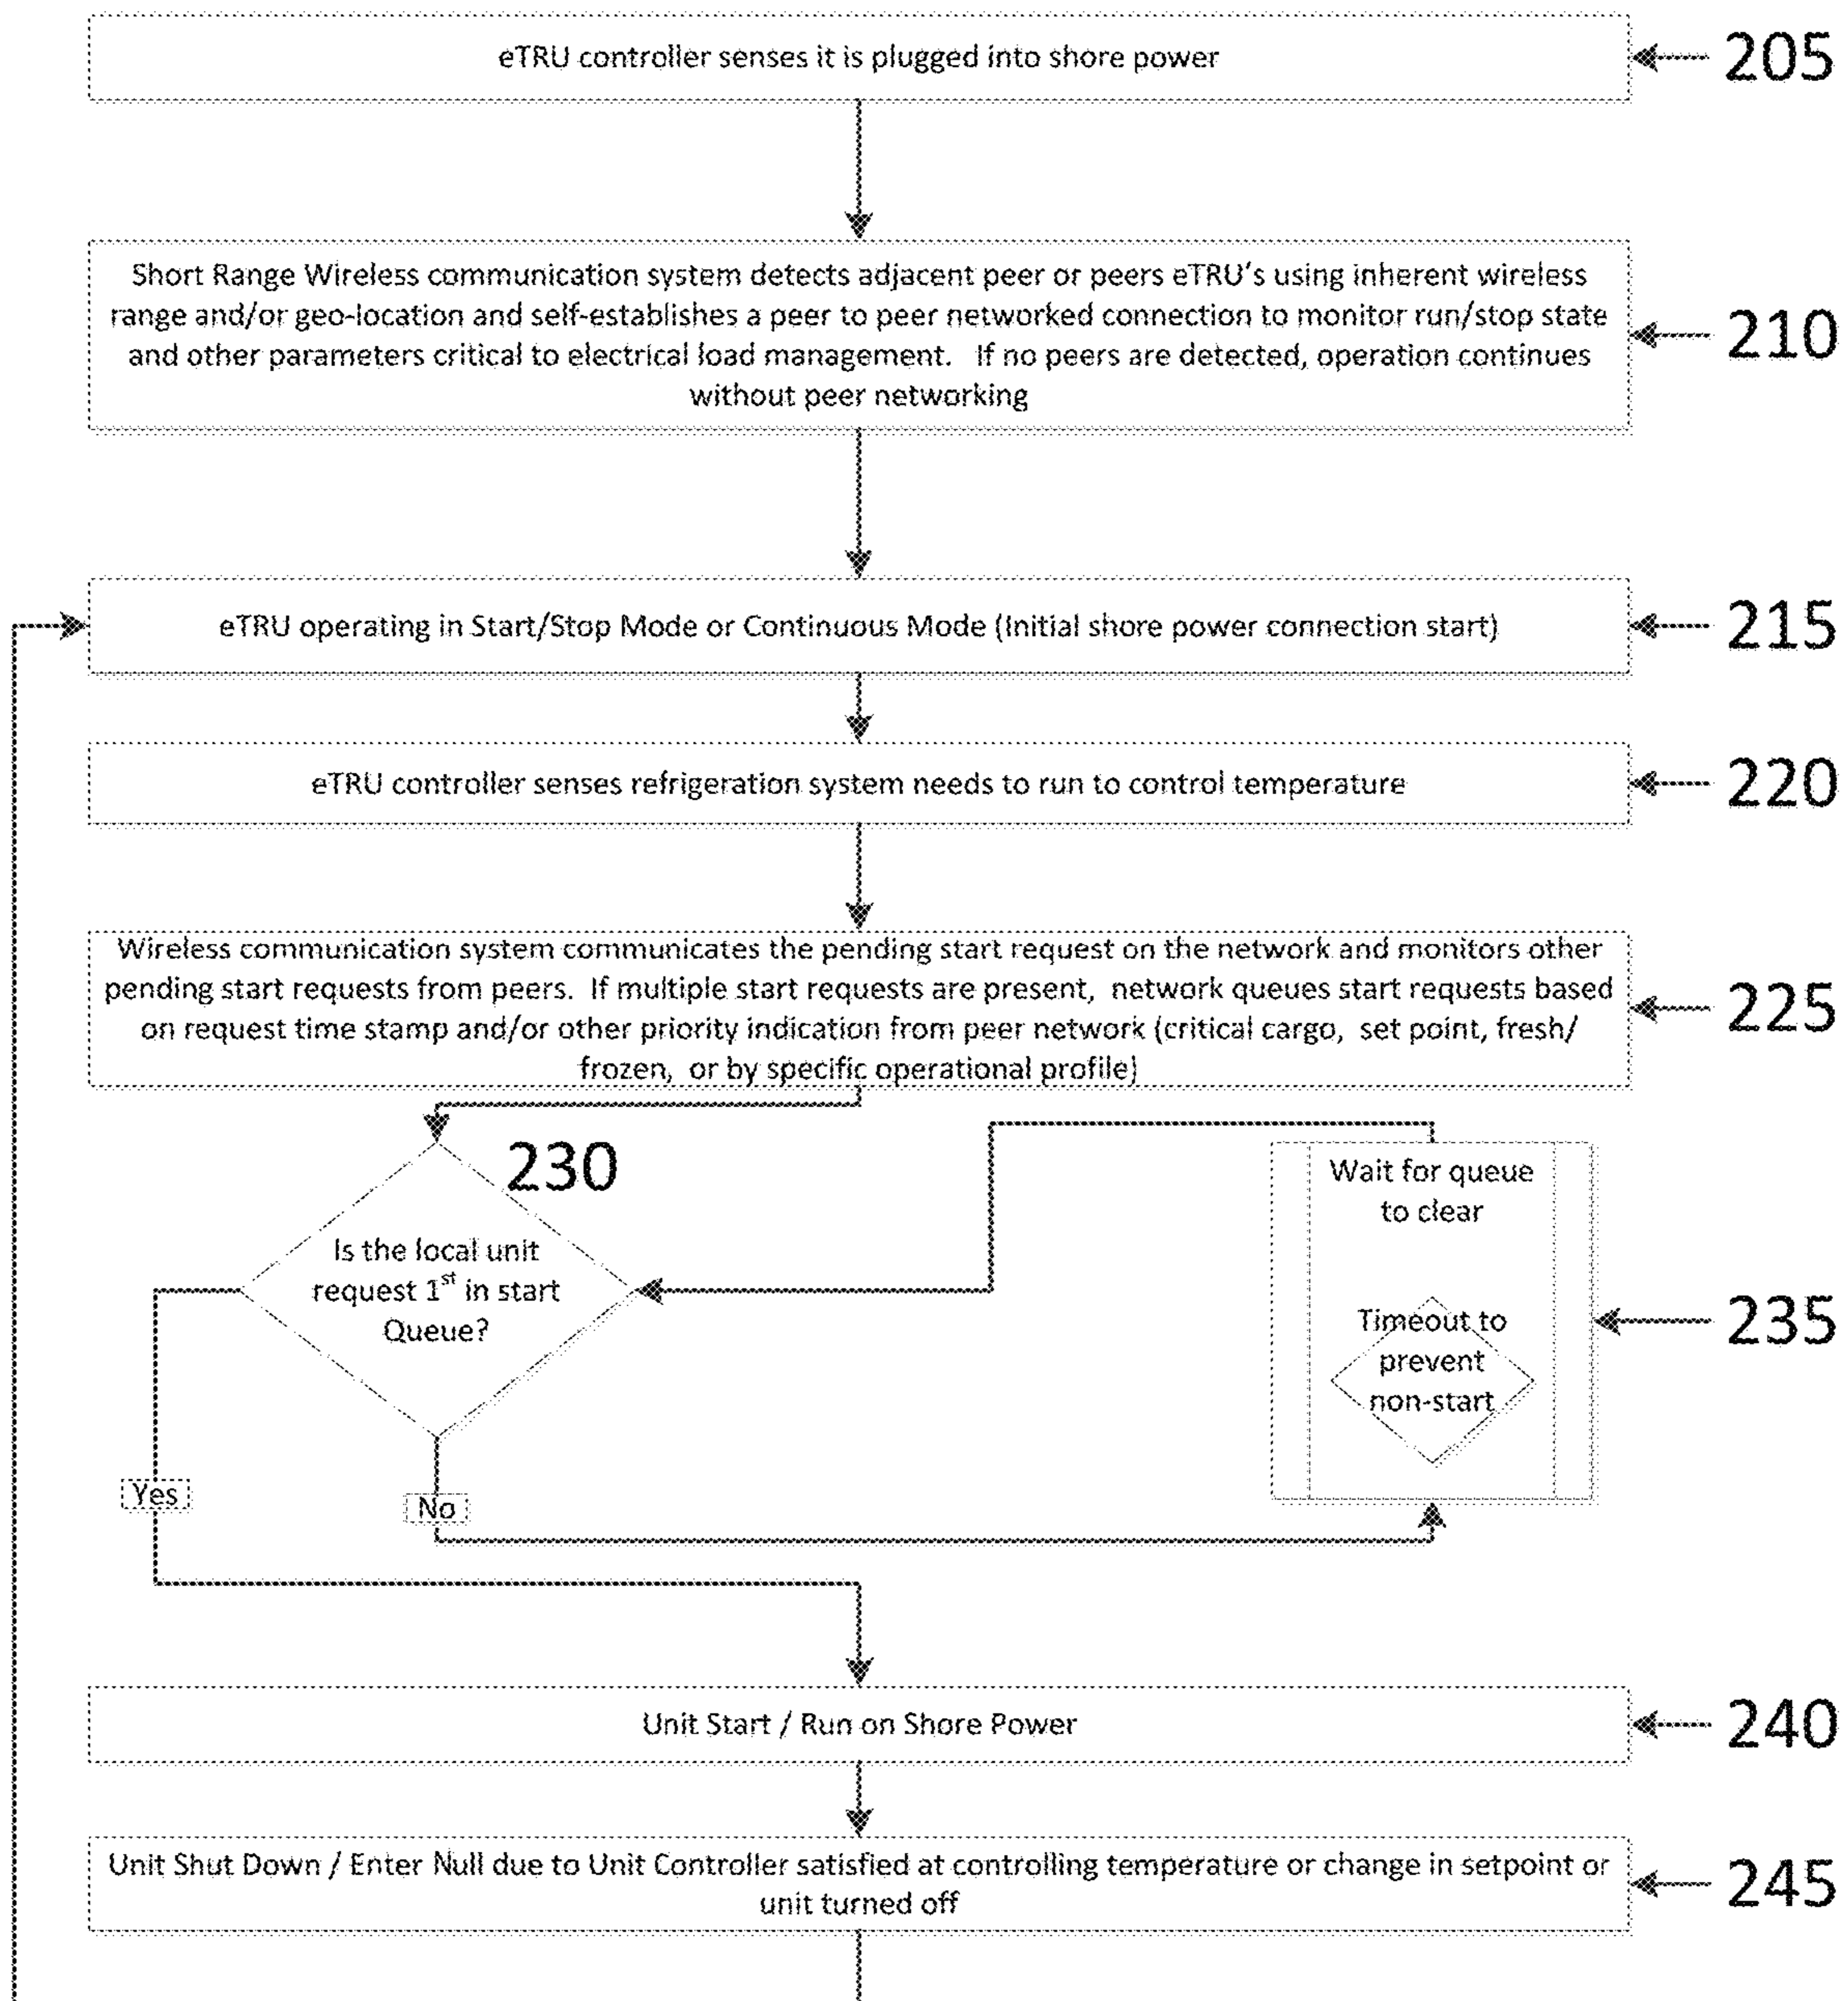 eTRU controller senses it is plugged into shore power
205
Short Range Wireless communication system detects adjacent peer or peers eTRU's using inherent wireless
range and/or geo-location and self-establishes a peer to peer networked connection to monitor run/stop state
and other parameters critical to electrical load management. If no peers are detected, operation continues
without peer networking
210
eTRU operating in Start/Stop Mode or Continuous Mode (Initial shore power connection start)
215
eTRU controller senses refrigeration system needs to run to control temperature
220
Wireless communication system communicates the pending start request on the network and monitors other
pending start requests from peers. If multiple start requests are present, network queues start requests based
on request time stamp and/or other priority indication from peer network (critical cargo, set point, fresh/
frozen, or by specific operational profile)
225
230
Is the local unit
request 1st in start
Queue?
Wait for queue
to clear
Timeout to
prevent
non-start
235
Yes
No
Unit Start / Run on Shore Power
240
Unit Shut Down / Enter Null due to Unit Controller satisfied at controlling temperature or change in setpoint or
unit turned off
245